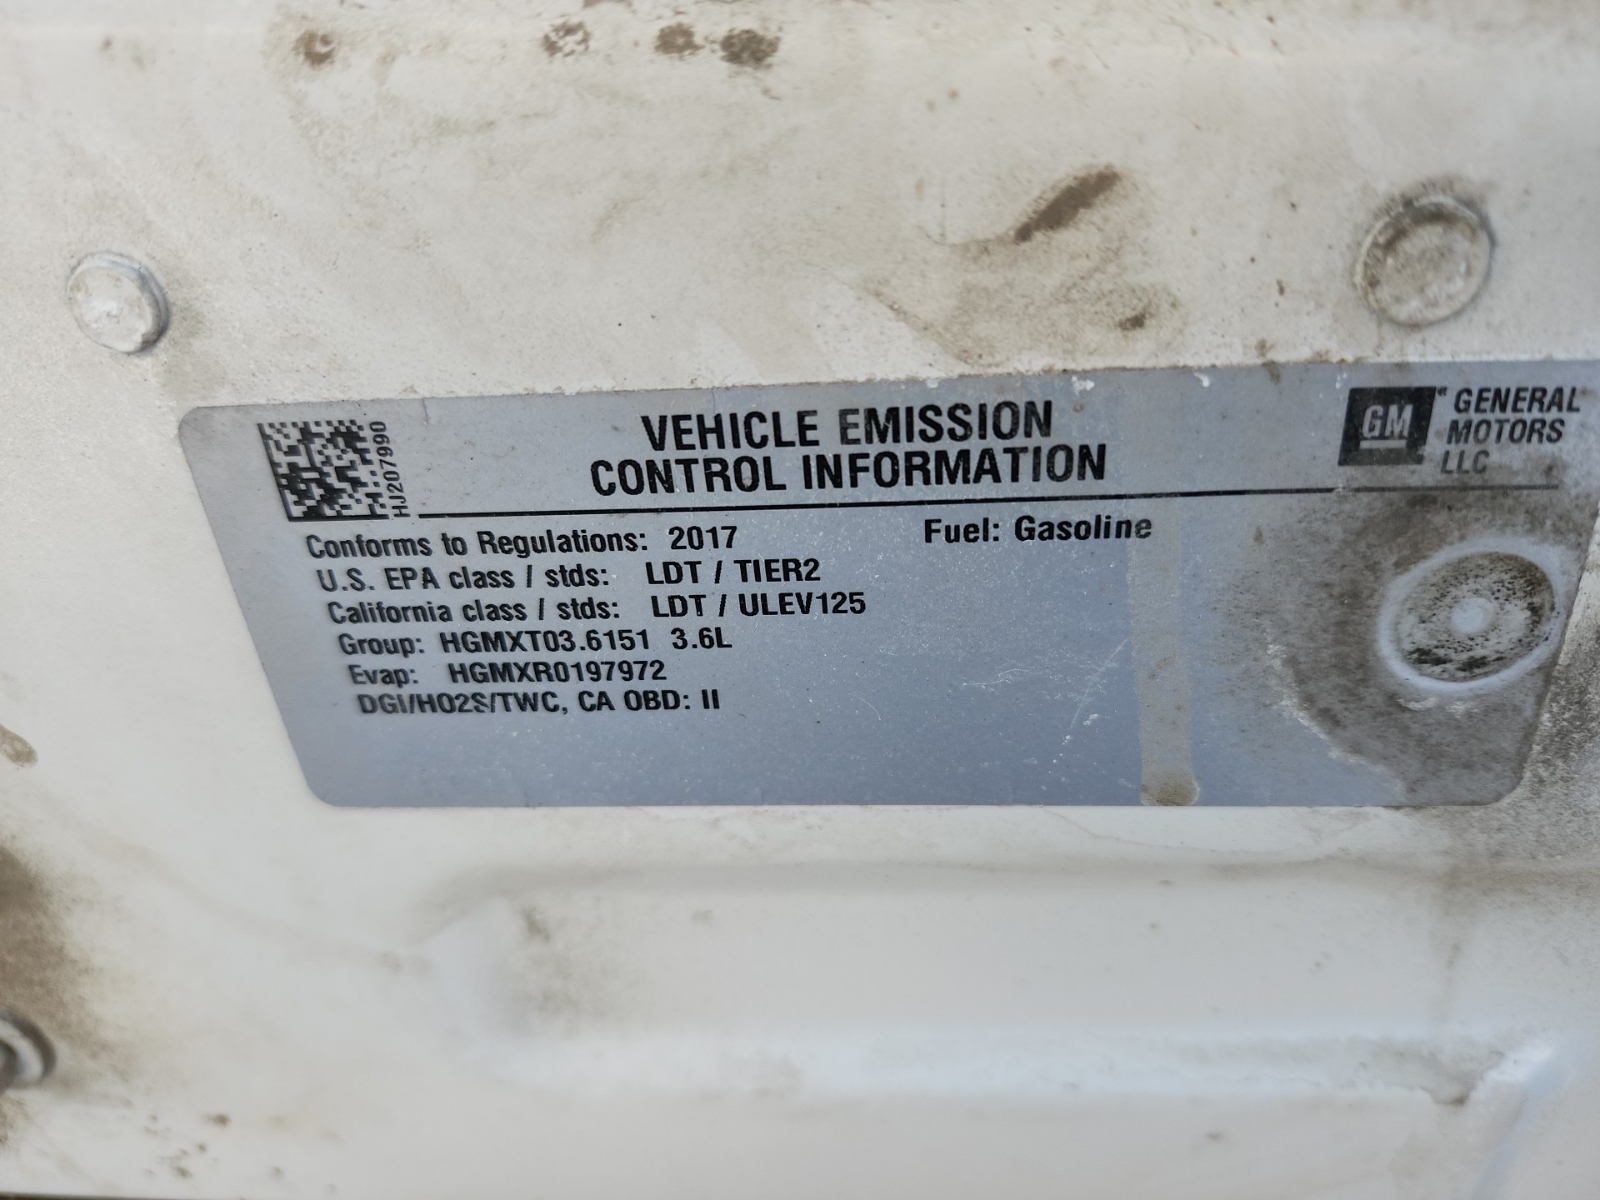 HJ207990
VEHICLE EMISSION
CONTROL INFORMATION
GM
GENERAL
MOTORS
LLC
Conforms to Regulations: 2017 Fuel: Gasoline
U.S. EPA class / stds: LDT / TIER2
California class / stds: LDT / ULEV125
Group: HGMXT03.6151 3.6L
Evap: HGMXR0197972
DGI/HO2S/TWC, CA OBD: II